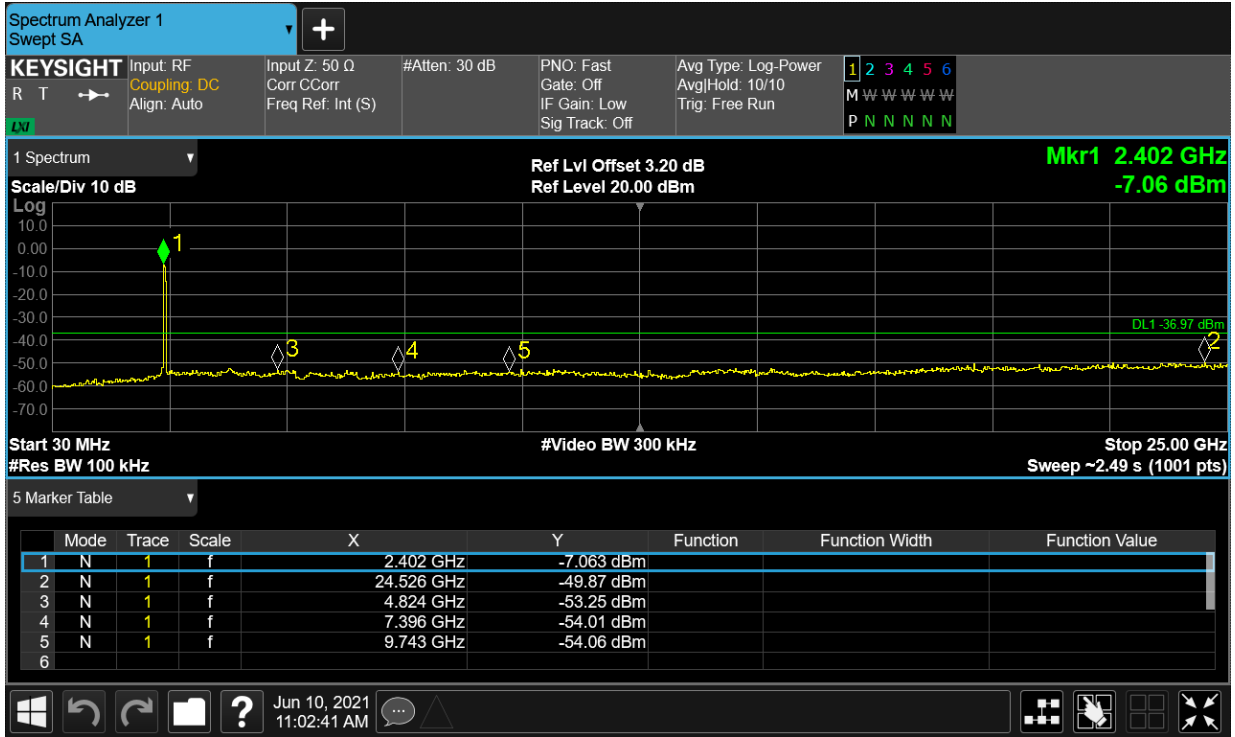 Spectrum Analyzer 1
Swept SA
KEYSIGHT
R T
LXI
Input: RF
Coupling: DC
Align: Auto
Input Z: 50 Ω
Corr CCorr
Freq Ref: Int (S)
#Atten: 30 dB
PNO: Fast
Gate: Off
IF Gain: Low
Sig Track: Off
Avg Type: Log-Power
Avg|Hold: 10/10
Trig: Free Run
1 2 3 4 5 6
M W W W W W
P N N N N N
1 Spectrum
Scale/Div 10 dB
Ref Lvl Offset 3.20 dB
Ref Level 20.00 dBm
Mkr1 2.402 GHz
-7.06 dBm
Log
10.0
0.00
-10.0
-20.0
-30.0
-40.0
-50.0
-60.0
-70.0
1
3
4
5
2
DL1 -36.97 dBm
Start 30 MHz
#Video BW 300 kHz
Stop 25.00 GHz
#Res BW 100 kHz
Sweep ~2.49 s (1001 pts)
5 Marker Table
Mode Trace Scale X Y Function Function Width Function Value
1 N 1 f 2.402 GHz -7.063 dBm
2 N 1 f 24.526 GHz -49.87 dBm
3 N 1 f 4.824 GHz -53.25 dBm
4 N 1 f 7.396 GHz -54.01 dBm
5 N 1 f 9.743 GHz -54.06 dBm
6
?
Jun 10, 2021
11:02:41 AM